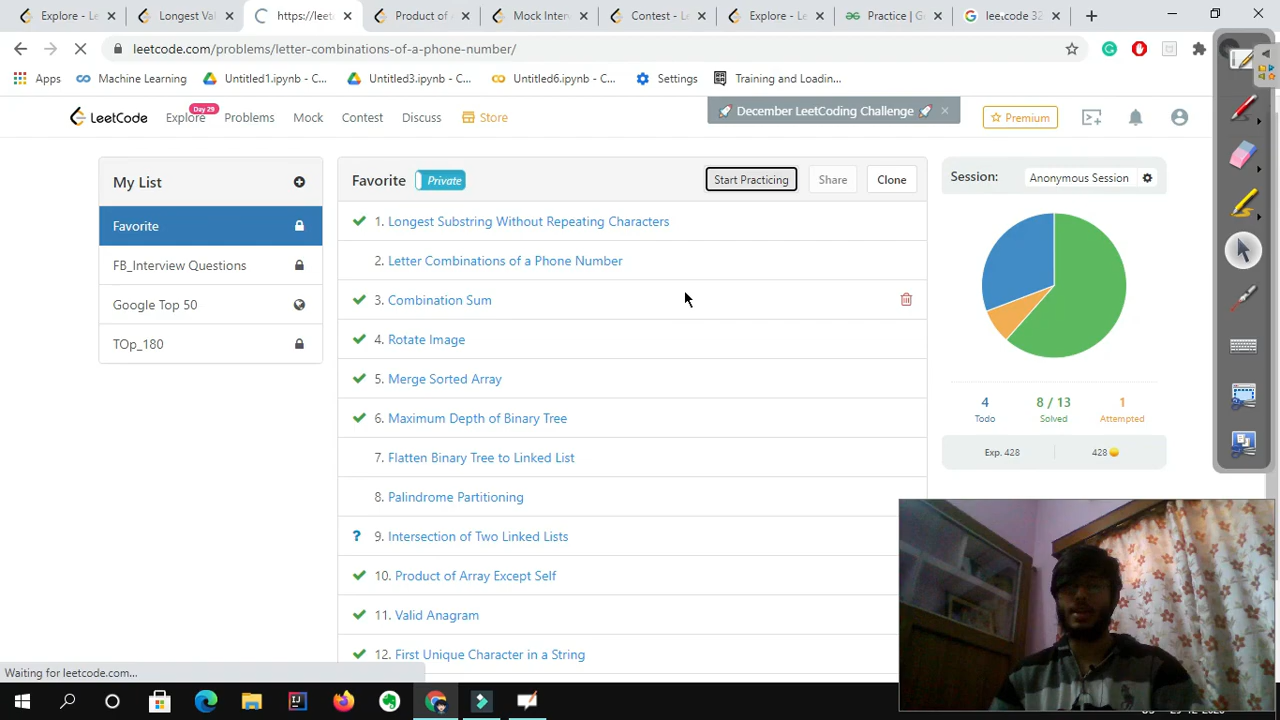 Explore - Le
Longest Val
https://leet
Product of
Mock Inter
Contest - Le
Explore - Le
Practice | G
leetcode 32
leetcode.com/problems/letter-combinations-of-a-phone-number/
Apps
Machine Learning
Untitled1.ipynb - C...
Untitled3.ipynb - C...
Untitled6.ipynb - C...
Settings
Training and Loadin...
LeetCode
Explore
Day 29
Problems
Mock
Contest
Discuss
Store
December LeetCoding Challenge
Premium
My List
Favorite
FB_Interview Questions
Google Top 50
TOp_180
Favorite Private
Start Practicing
Share
Clone
1. Longest Substring Without Repeating Characters
2. Letter Combinations of a Phone Number
3. Combination Sum
4. Rotate Image
5. Merge Sorted Array
6. Maximum Depth of Binary Tree
7. Flatten Binary Tree to Linked List
8. Palindrome Partitioning
? 9. Intersection of Two Linked Lists
10. Product of Array Except Self
11. Valid Anagram
12. First Unique Character in a String
Session: Anonymous Session
4 8 / 13 1
Todo Solved Attempted
Exp. 428 428
Waiting for leetcode.com...